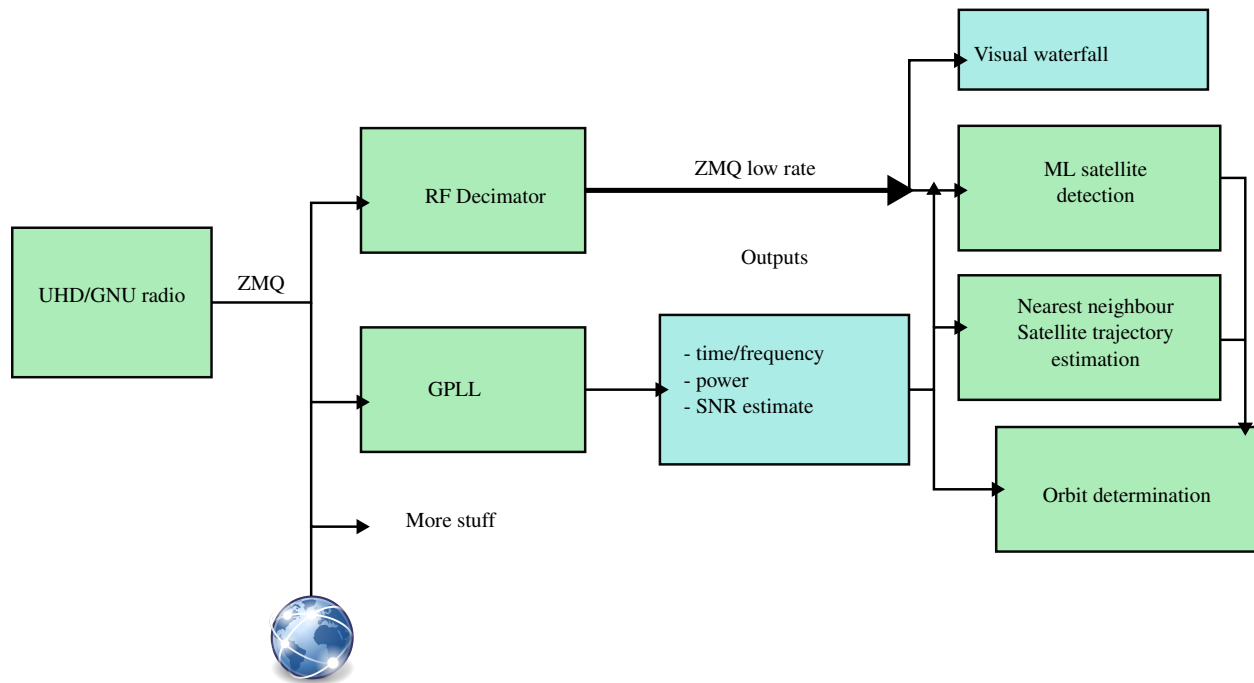 Visual waterfall
ZMQ low rate
RF Decimator
ML satellite
detection
UHD/GNU radio
ZMQ
Outputs
Nearest neighbour
Satellite trajectory
estimation
GPLL
- time/frequency
- power
- SNR estimate
Orbit determination
More stuff